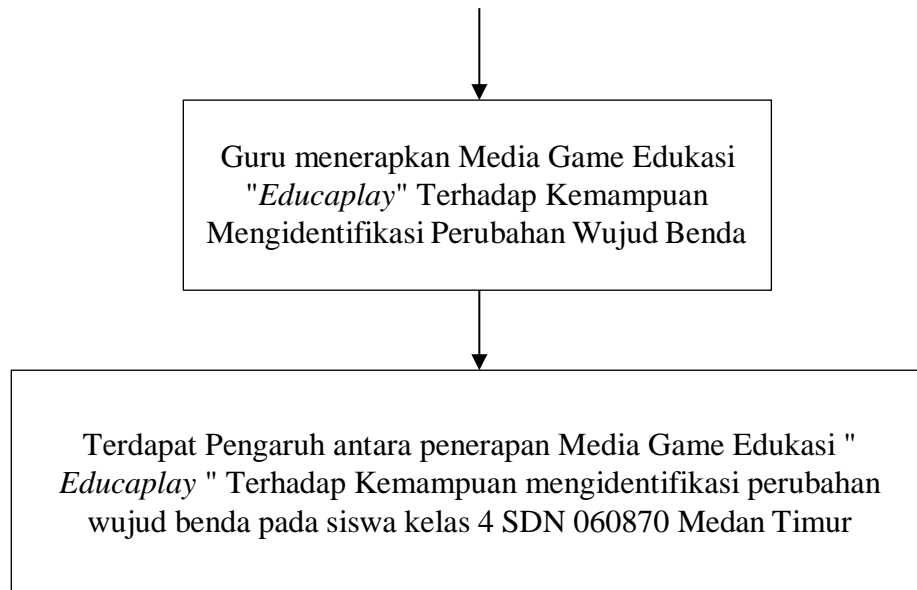 Guru menerapkan Media Game Edukasi
"Educaplay" Terhadap Kemampuan
Mengidentifikasi Perubahan Wujud Benda
Terdapat Pengaruh antara penerapan Media Game Edukasi "
Educaplay " Terhadap Kemampuan mengidentifikasi perubahan
wujud benda pada siswa kelas 4 SDN 060870 Medan Timur